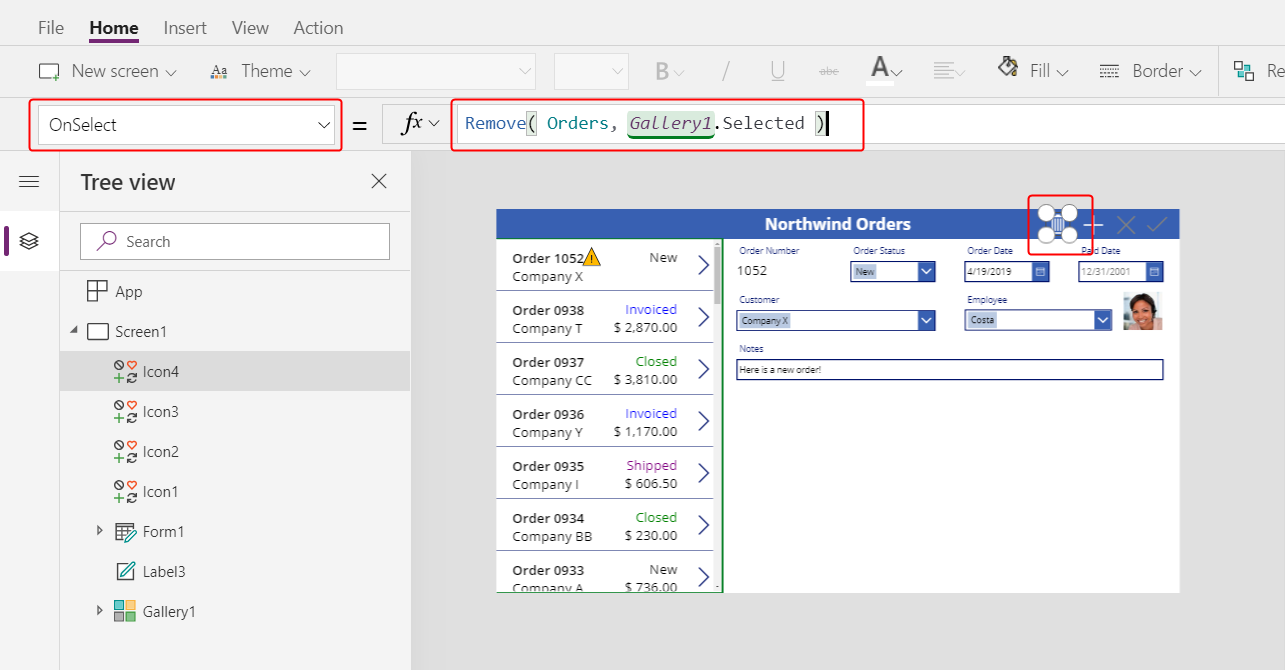 File Home Insert View Action
New screen Aa Theme B / U abc A Fill Border Re
OnSelect = fx Remove( Orders, Gallery1.Selected )
Tree view
Search
App
Screen1
Icon4
Icon3
Icon2
Icon1
Form1
Label3
Gallery1
Northwind Orders
Order 1052 New
Company X
Order 0938 Invoiced
Company T $ 2,870.00
Order 0937 Closed
Company CC $ 3,810.00
Order 0936 Invoiced
Company Y $ 1,170.00
Order 0935 Shipped
Company I $ 606.50
Order 0934 Closed
Company BB $ 230.00
Order 0933 New
Company A $ 736.00
Order Number Order Status Order Date Paid Date
1052 New 4/19/2019 12/31/2001
Customer Employee
Company X Costa
Notes
Here is a new order!